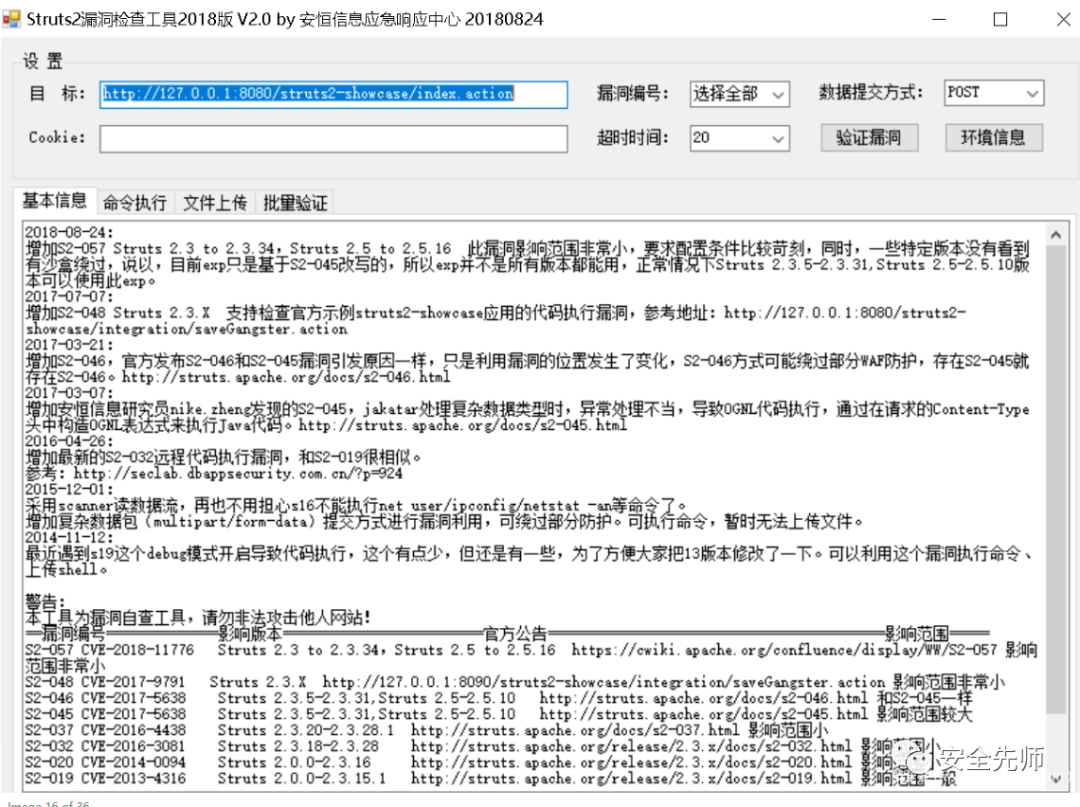 Struts2漏洞检查工具2018版 V2.0 by 安恒信息应急响应中心 20180824
设 置
目 标: http://127.0.0.1:8080/struts2-showcase/index.action 漏洞编号: 选择全部 数据提交方式: POST
Cookie: 超时时间: 20 验证漏洞 环境信息
基本信息 命令执行 文件上传 批量验证
2018-08-24:
增加S2-057 Struts 2.3 to 2.3.34, Struts 2.5 to 2.5.16 此漏洞影响范围非常小, 要求配置条件比较苛刻, 同时, 一些特定版本没有看到
有沙盒绕过, 说以, 目前exp只是基于S2-045改写的, 所以exp并不是所有版本都能用, 正常情况下Struts 2.3.5-2.3.31,Struts 2.5-2.5.10版
本可以使用此exp。
2017-07-07:
增加S2-048 Struts 2.3.X 支持检查官方示例struts2-showcase应用的代码执行漏洞, 参考地址: http://127.0.0.1:8080/struts2-
showcase/integration/saveGangster.action
2017-03-21:
增加S2-046, 官方发布S2-046和S2-045漏洞引发原因一样, 只是利用漏洞的位置发生了变化, S2-046方式可能绕过部分WAF防护, 存在S2-045就
存在S2-046。http://struts.apache.org/docs/s2-046.html
2017-03-07:
增加安恒信息研究员nike.zheng发现的S2-045, jakatar处理复杂数据类型时, 异常处理不当, 导致OGNL代码执行, 通过在请求的Content-Type
头中构造OGNL表达式来执行Java代码。http://struts.apache.org/docs/s2-045.html
2016-04-26:
增加最新的S2-032远程代码执行漏洞, 和S2-019很相似。
参考: http://seclab.dbappsecurity.com.cn/?p=924
2015-12-01:
采用scanner读数据流, 再也不用担心s16不能执行net user/ipconfig/netstat -an等命令了。
增加复杂数据包 (multipart/form-data) 提交方式进行漏洞利用, 可绕过部分防护。可执行命令, 暂时无法上传文件。
2014-11-12:
最近遇到s19这个debug模式开启导致代码执行, 这个有点少, 但还是有一些, 为了方便大家把13版本修改了一下。可以利用这个漏洞执行命令、
上传shell。
警告:
本工具为漏洞自查工具, 请勿非法攻击他人网站!
漏洞编号 影响版本 官方公告 影响范围
S2-057 CVE-2018-11776 Struts 2.3 to 2.3.34, Struts 2.5 to 2.5.16 https://cwiki.apache.org/confluence/display/WW/S2-057 影响
范围非常小
S2-048 CVE-2017-9791 Struts 2.3.X http://127.0.0.1:8090/struts2-showcase/integration/saveGangster.action 影响范围非常小
S2-046 CVE-2017-5638 Struts 2.3.5-2.3.31,Struts 2.5-2.5.10 http://struts.apache.org/docs/s2-046.html 和S2-045一样
S2-045 CVE-2017-5638 Struts 2.3.5-2.3.31,Struts 2.5-2.5.10 http://struts.apache.org/docs/s2-045.html 影响范围较大
S2-037 CVE-2016-4438 Struts 2.3.20-2.3.28.1 http://struts.apache.org/docs/s2-037.html 影响范围小
S2-032 CVE-2016-3081 Struts 2.3.18-2.3.28 http://struts.apache.org/release/2.3.x/docs/s2-032.html 影响范围小
S2-020 CVE-2014-0094 Struts 2.0.0-2.3.16 http://struts.apache.org/release/2.3.x/docs/s2-020.html 影响范围小
S2-019 CVE-2013-4316 Struts 2.0.0-2.3.15.1 http://struts.apache.org/release/2.3.x/docs/s2-019.html 影响范围一般
安全先师
Image 16 of 36